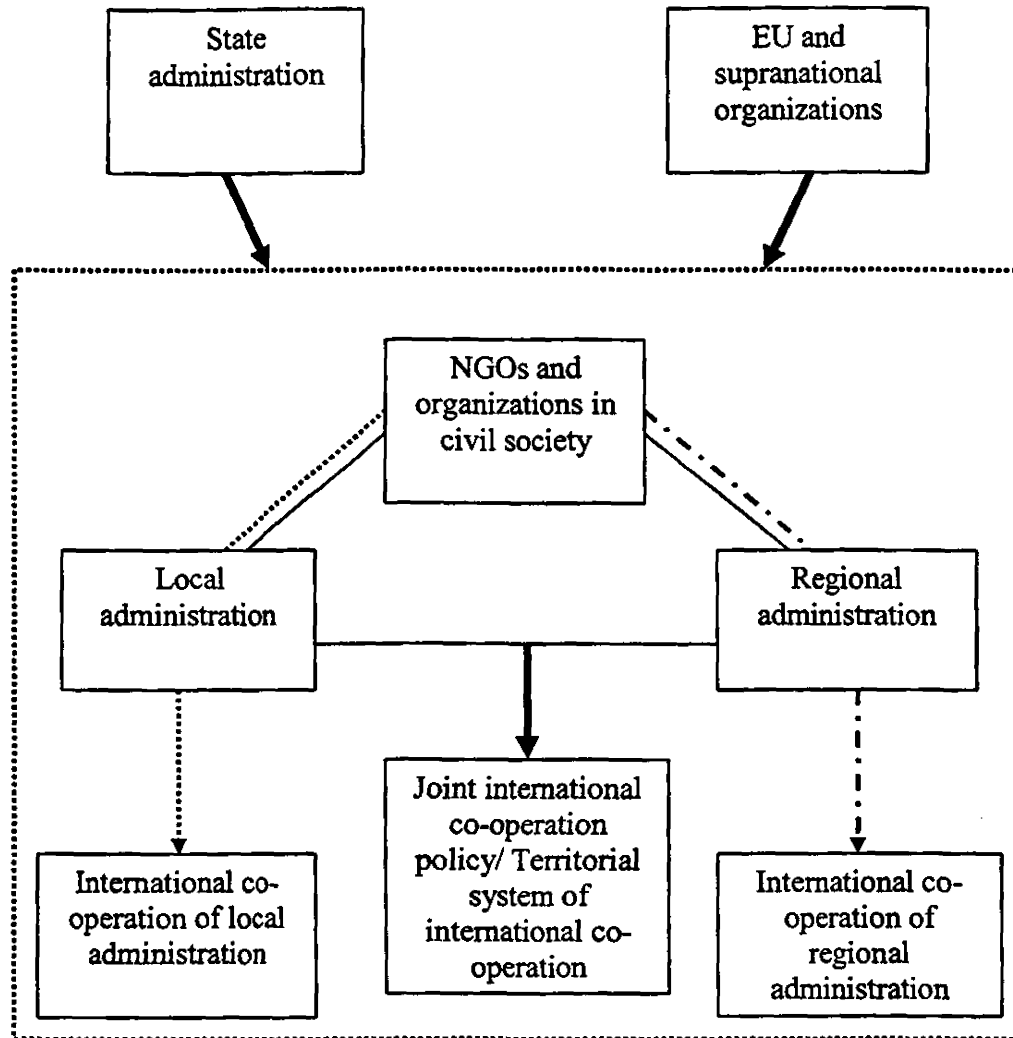 State
administration
EU and
supranational
organizations
NGOs and
organizations in
civil society
Local
administration
Regional
administration
Joint international
co-operation
policy/ Territorial
system of
international co-
operation
International co-
operation of local
administration
International co-
operation of
regional
administration